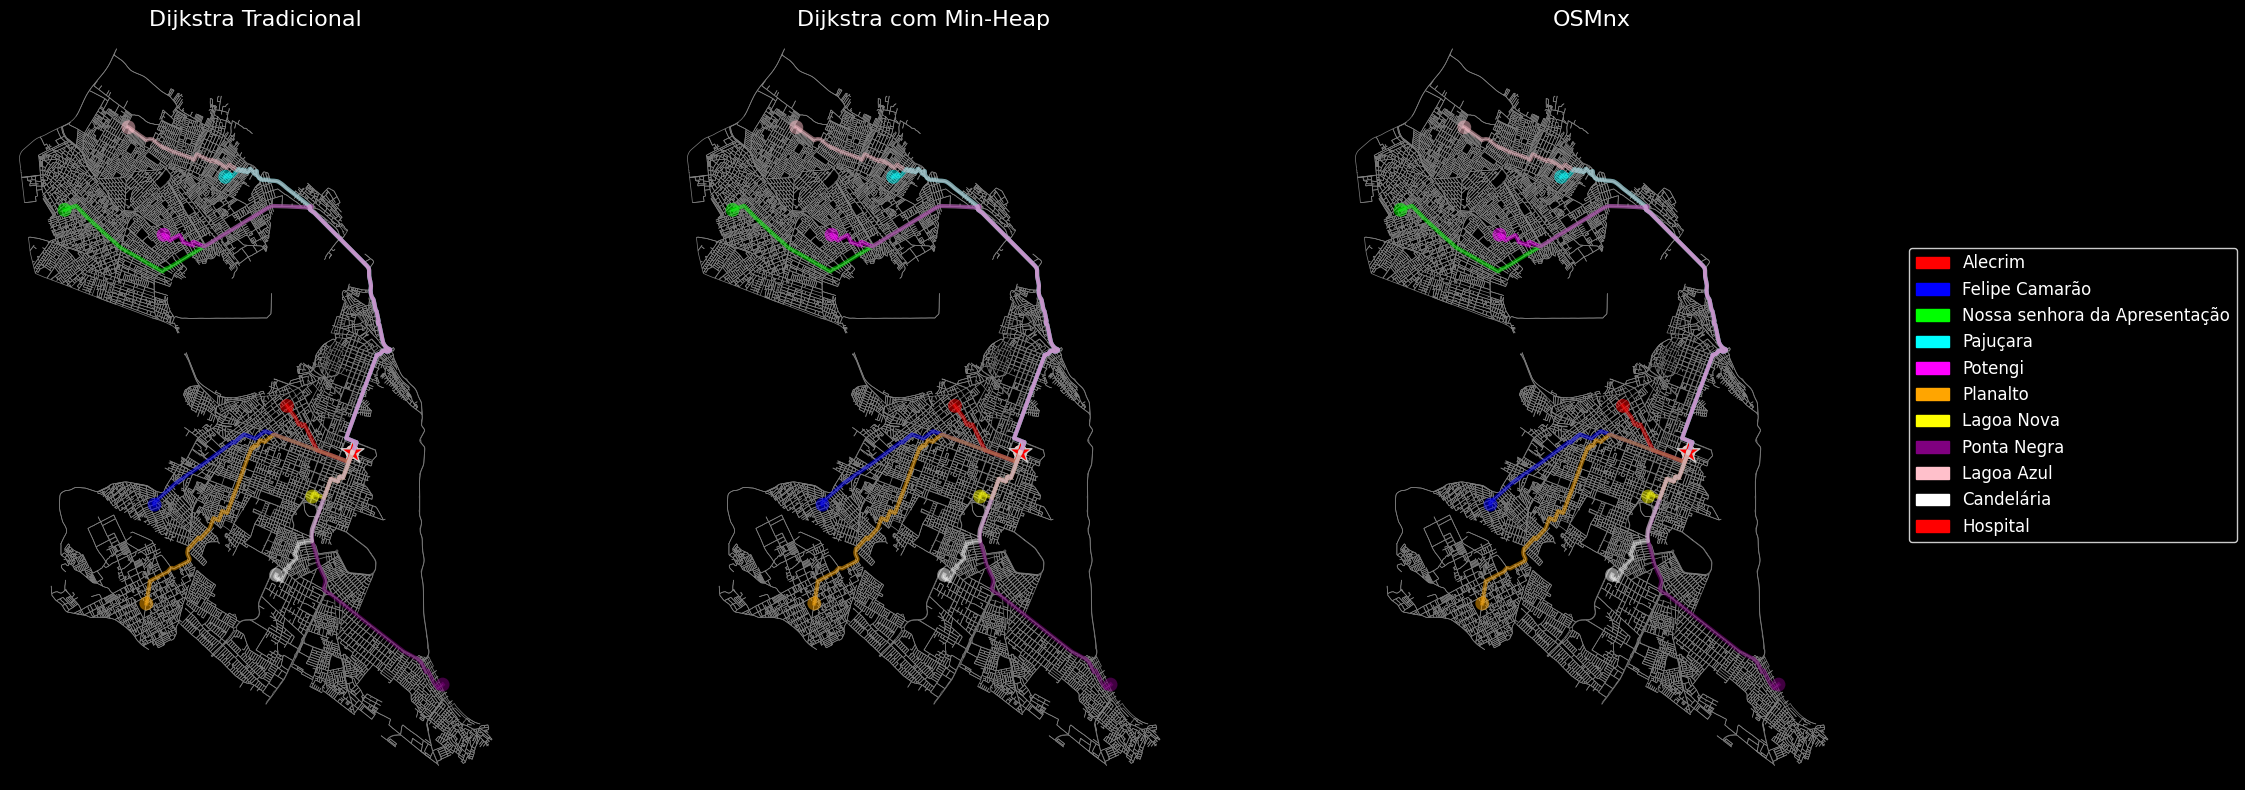 Dijkstra Tradicional
Dijkstra com Min-Heap
OSMnx
Alecrim
Felipe Camarão
Nossa senhora da Apresentação
Pajuçara
Potengi
Planalto
Lagoa Nova
Ponta Negra
Lagoa Azul
Candelária
Hospital